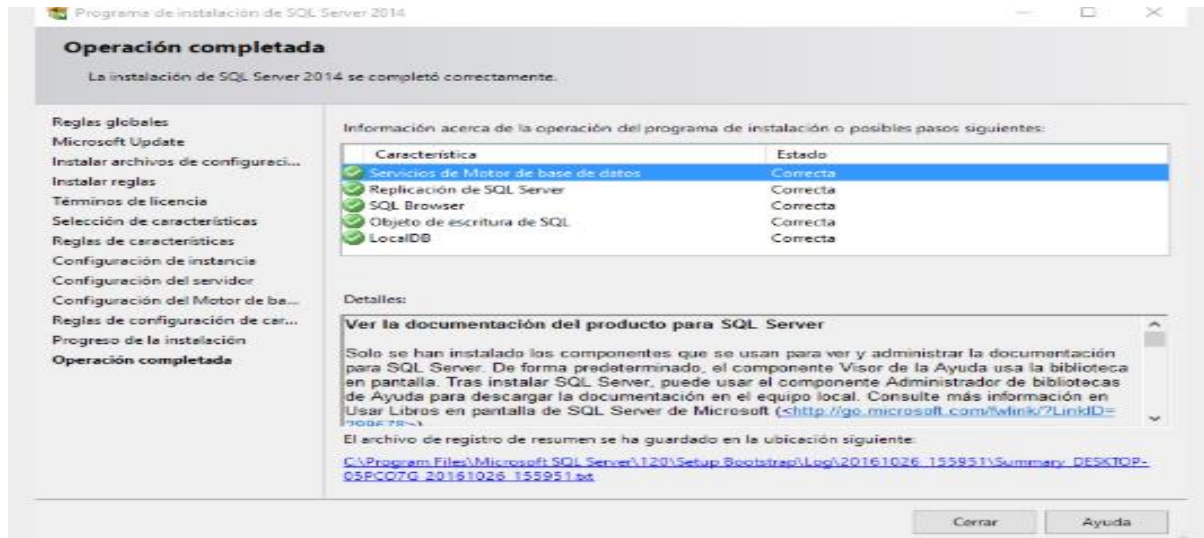 Programa de instalación de SQL Server 2014
Operación completada
La instalación de SQL Server 2014 se completó correctamente.
Reglas globales
Microsoft Update
Instalar archivos de configuraci...
Instalar reglas
Términos de licencia
Selección de características
Reglas de características
Configuración de instancia
Configuración del servidor
Configuración del Motor de ba...
Reglas de configuración de car...
Progreso de la instalación
Operación completada
Información acerca de la operación del programa de instalación o posibles pasos siguientes:
Característica Estado
Servicios de Motor de base de datos Correcta
Replicación de SQL Server Correcta
SQL Browser Correcta
Objeto de escritura de SQL Correcta
LocalDB Correcta
Detalles:
Ver la documentación del producto para SQL Server
Solo se han instalado los componentes que se usan para ver y administrar la documentación
para SQL Server. De forma predeterminada, el componente Visor de la Ayuda usa la biblioteca
en pantalla. Tras instalar SQL Server, puede usar el componente Administrador de bibliotecas
de Ayuda para descargar la documentación en el equipo local. Consulte más información en
Usar Libros en pantalla de SQL Server de Microsoft (<http://go.microsoft.com/fwlink/?LinkID=
El archivo de registro de resumen se ha guardado en la ubicación siguiente:
C:\Program Files\Microsoft SQL Server\120\Setup Bootstrap\Log\20161026_155951\Summary_DESKTOP-
05PCO7G_20161026_155951.txt
Cerrar Ayuda